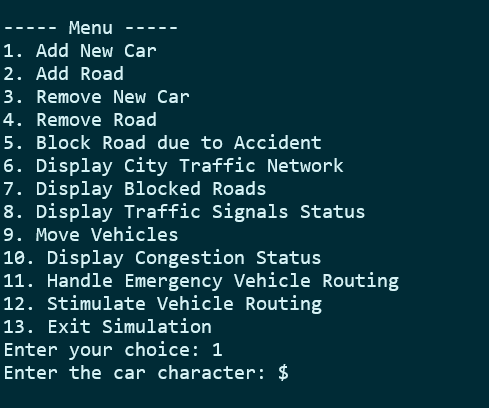 ----- Menu -----
1. Add New Car
2. Add Road
3. Remove New Car
4. Remove Road
5. Block Road due to Accident
6. Display City Traffic Network
7. Display Blocked Roads
8. Display Traffic Signals Status
9. Move Vehicles
10. Display Congestion Status
11. Handle Emergency Vehicle Routing
12. Stimulate Vehicle Routing
13. Exit Simulation
Enter your choice: 1
Enter the car character: $